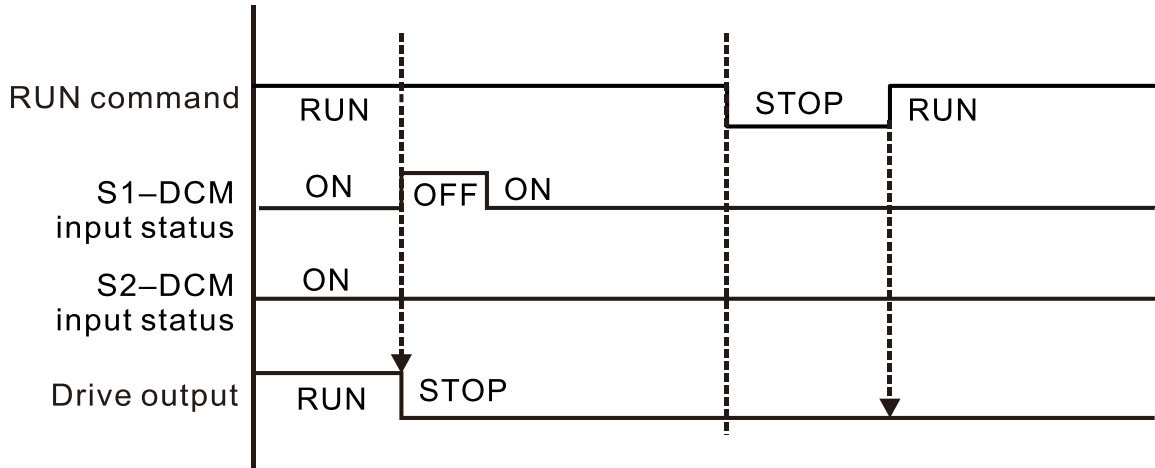 RUN command
RUN
STOP
RUN
S1–DCM
input status
ON
OFF
ON
S2–DCM
input status
ON
Drive output
RUN
STOP